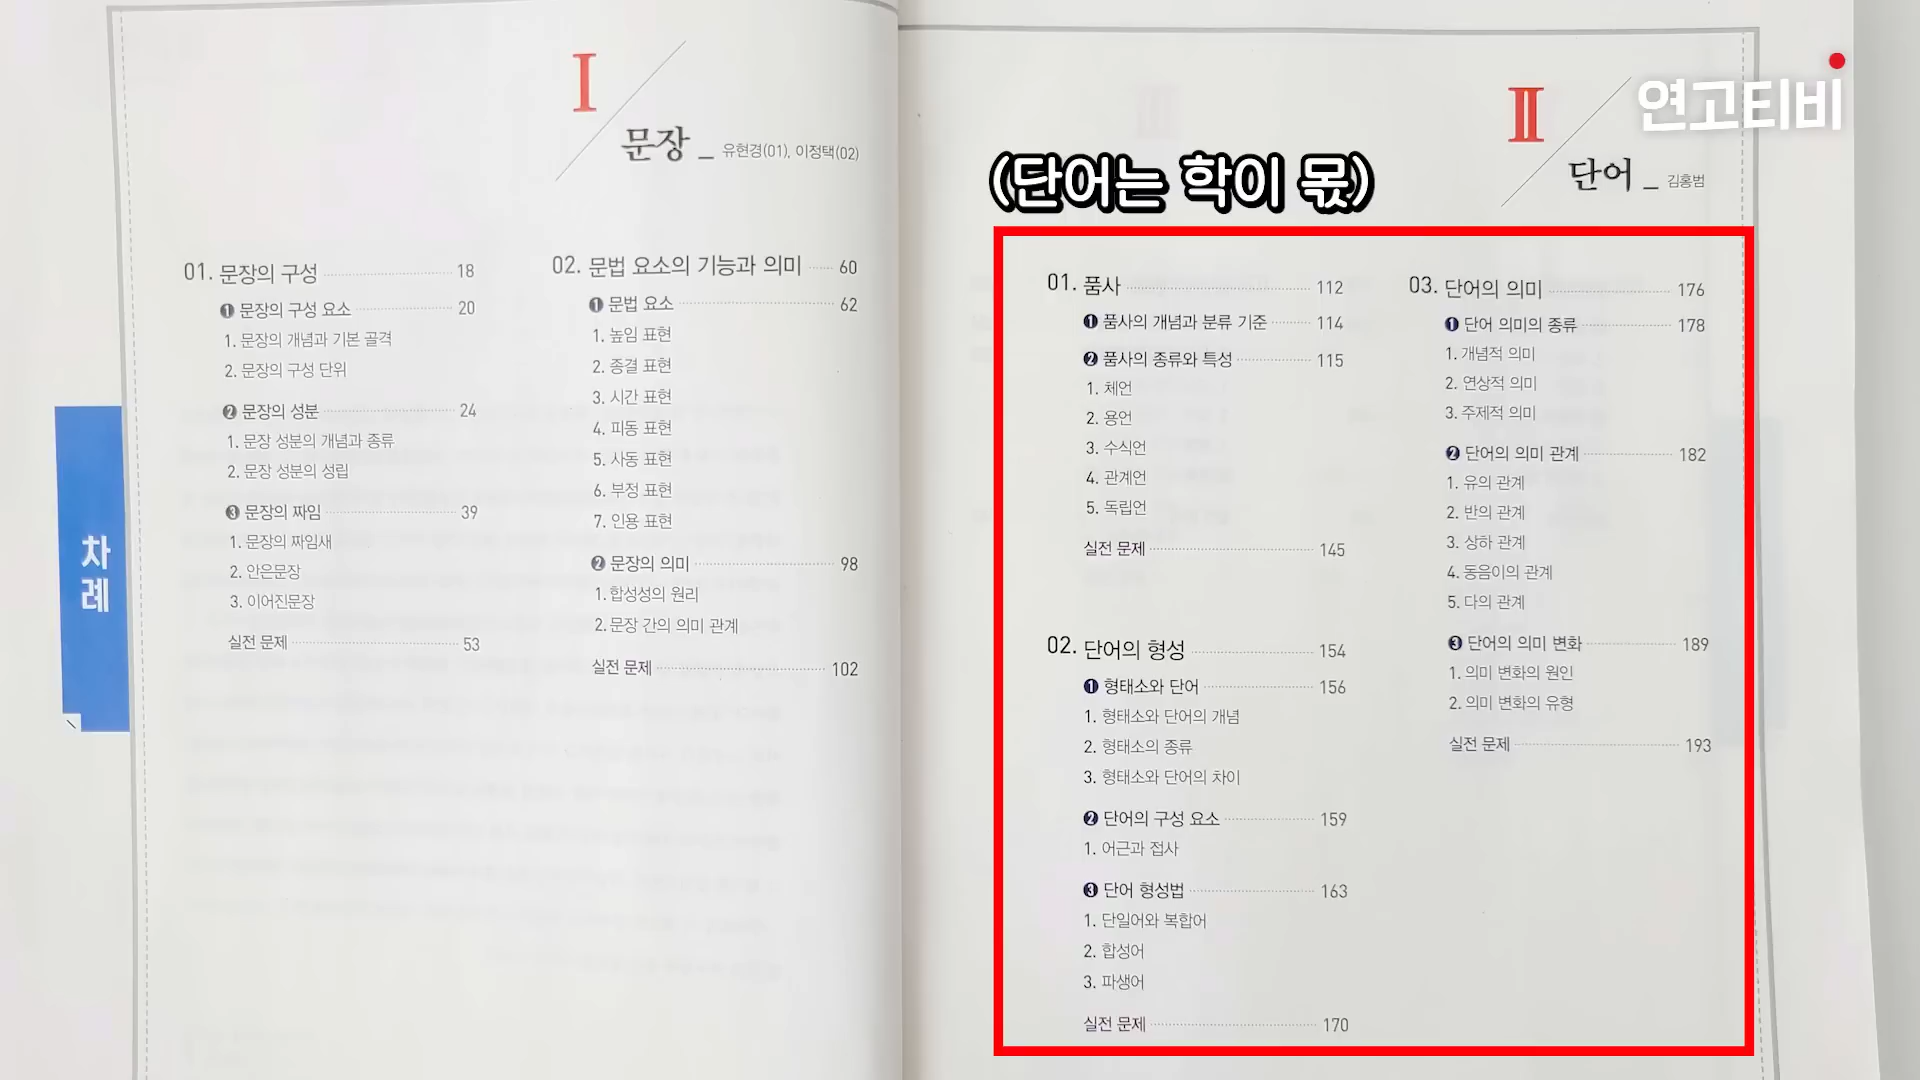 차례
I
문장 _ 유현경(01), 이정택(02)
01. 문장의 구성 18
❶ 문장의 구성 요소 20
1. 문장의 개념과 기본 골격
2. 문장의 구성 단위
❷ 문장의 성분 24
1. 문장 성분의 개념과 종류
2. 문장 성분의 성립
❸ 문장의 짜임 39
1. 문장의 짜임새
2. 안은문장
3. 이어진문장
실전 문제 53
02. 문법 요소의 기능과 의미 60
❶ 문법 요소 62
1. 높임 표현
2. 종결 표현
3. 시간 표현
4. 피동 표현
5. 사동 표현
6. 부정 표현
7. 인용 표현
❷ 문장의 의미 98
1. 합성성의 원리
2. 문장 간의 의미 관계
실전 문제 102
연고티비
II
단어 _ 김홍범
(단어는 학이 몫)
01. 품사 112
❶ 품사의 개념과 분류 기준 114
❷ 품사의 종류와 특성 115
1. 체언
2. 용언
3. 수식언
4. 관계언
5. 독립언
실전 문제 145
02. 단어의 형성 154
❶ 형태소와 단어 156
1. 형태소와 단어의 개념
2. 형태소의 종류
3. 형태소와 단어의 차이
❷ 단어의 구성 요소 159
1. 어근과 접사
❸ 단어 형성법 163
1. 단일어와 복합어
2. 합성어
3. 파생어
실전 문제 170
03. 단어의 의미 176
❶ 단어 의미의 종류 178
1. 개념적 의미
2. 연상적 의미
3. 주제적 의미
❷ 단어의 의미 관계 182
1. 유의 관계
2. 반의 관계
3. 상하 관계
4. 동음이의 관계
5. 다의 관계
❸ 단어의 의미 변화 189
1. 의미 변화의 원인
2. 의미 변화의 유형
실전 문제 193